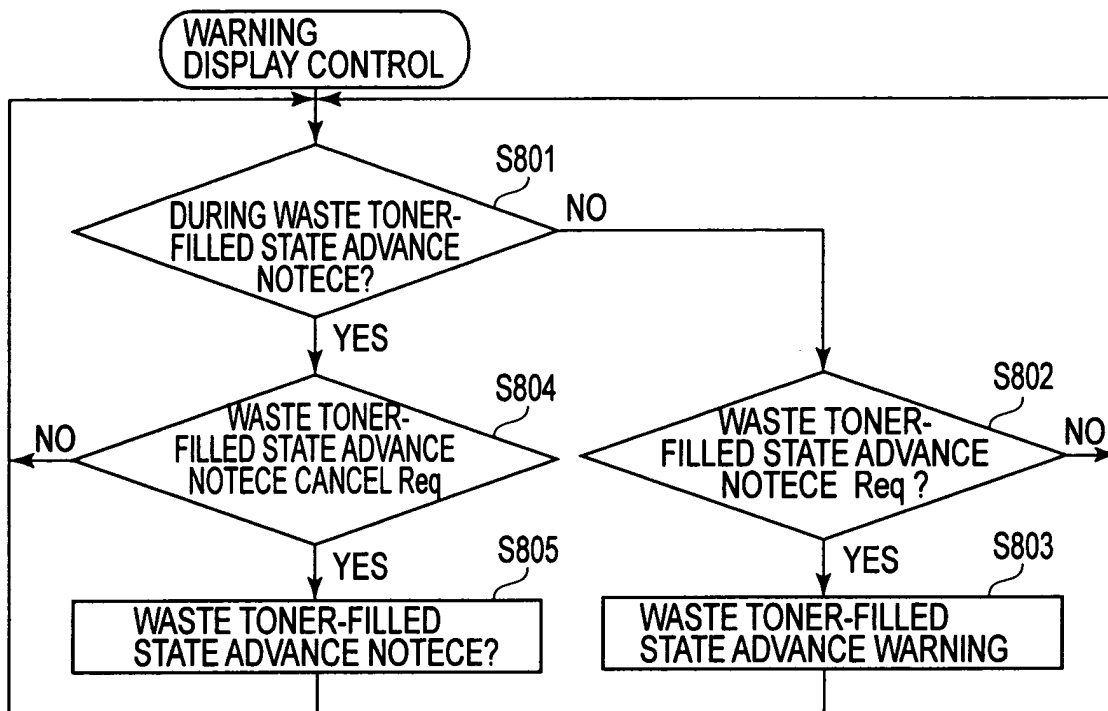 WARNING
DISPLAY CONTROL
S801
DURING WASTE TONER-
FILLED STATE ADVANCE
NOTECE?
NO
YES
S804
WASTE TONER-
FILLED STATE ADVANCE
NOTECE CANCEL Req
NO
YES
S805
WASTE TONER-FILLED
STATE ADVANCE NOTECE?
S802
WASTE TONER-
FILLED STATE ADVANCE
NOTECE Req ?
NO
YES
S803
WASTE TONER-FILLED
STATE ADVANCE WARNING